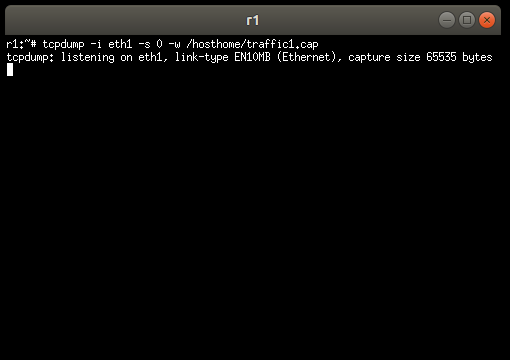 r1
r1:~# tcpdump -i eth1 -s 0 -w /hosthome/traffic1.cap
tcpdump: listening on eth1, link-type EN10MB (Ethernet), capture size 65535 bytes